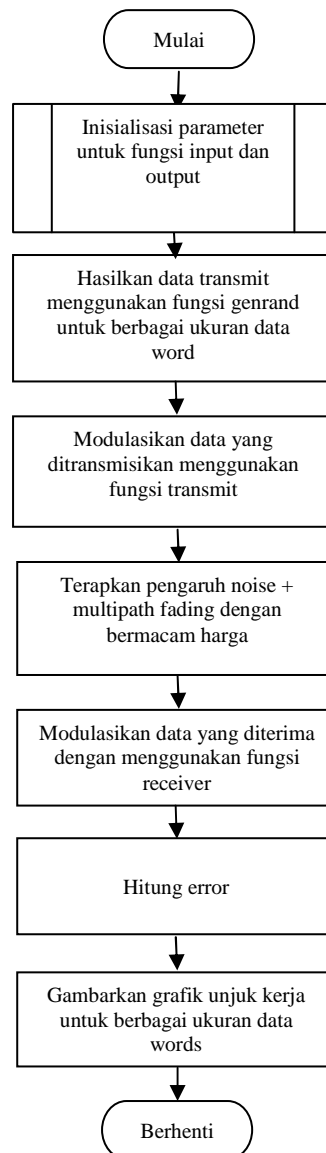 Mulai
Inisialisasi parameter
untuk fungsi input dan
output
Hasilkan data transmit
menggunakan fungsi genrand
untuk berbagai ukuran data
word
Modulasikan data yang
ditransmisikan menggunakan
fungsi transmit
Terapkan pengaruh noise +
multipath fading dengan
bermacam harga
Modulasikan data yang diterima
dengan menggunakan fungsi
receiver
Hitung error
Gambarkan grafik unjuk kerja
untuk berbagai ukuran data
words
Berhenti